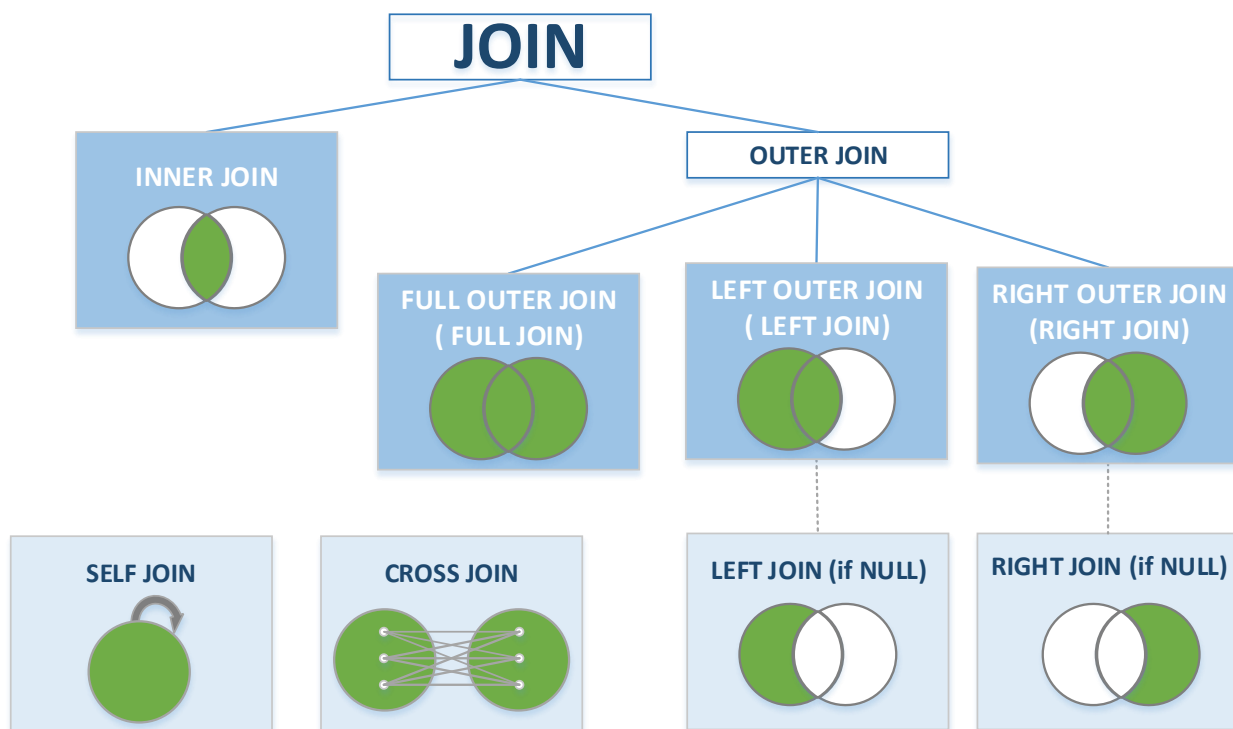 JOIN
INNER JOIN
OUTER JOIN
FULL OUTER JOIN
( FULL JOIN)
LEFT OUTER JOIN
( LEFT JOIN)
RIGHT OUTER JOIN
(RIGHT JOIN)
SELF JOIN
CROSS JOIN
LEFT JOIN (if NULL)
RIGHT JOIN (if NULL)